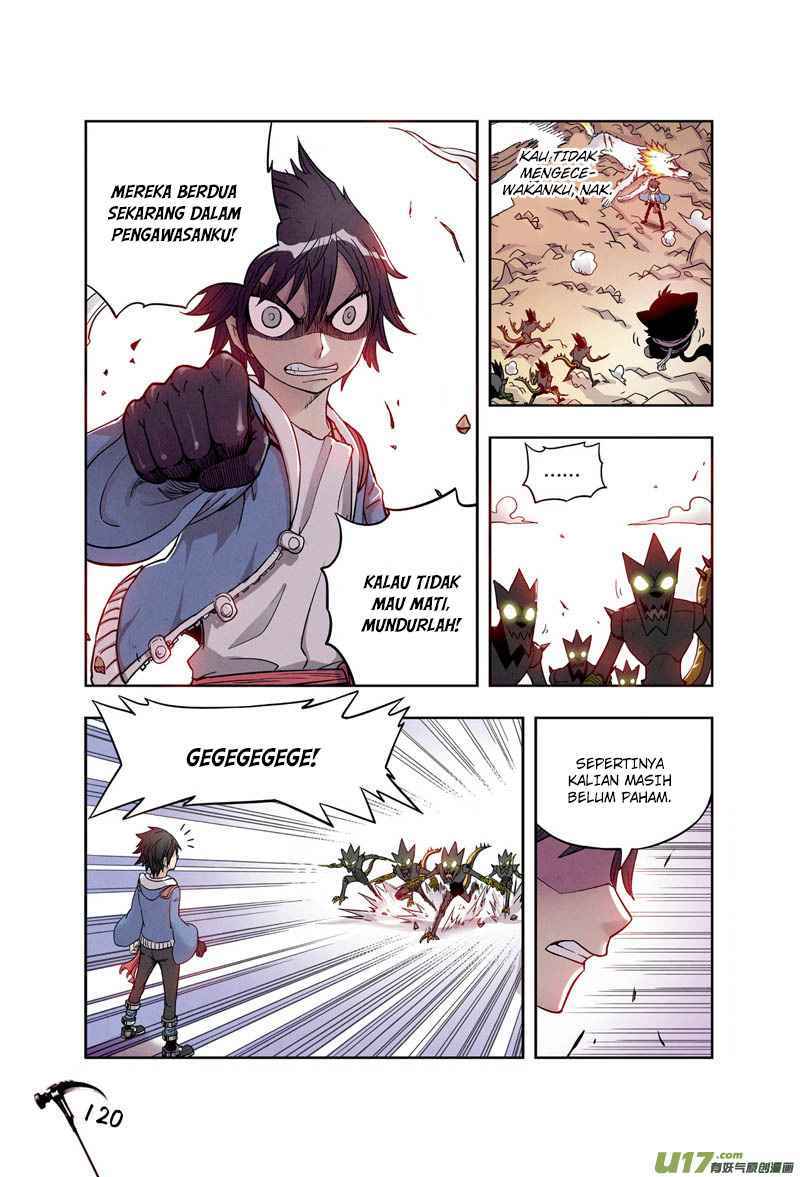 MEREKA BERDUA
SEKARANG DALAM
PENGAWASANKU!
KALAU TIDAK
MAU MATI,
MUNDURLAH!
KAU TIDAK
MENGECE-
WAKANKU, NAK.
......
GEGEGEGEGE!
SEPERTINYA
KALIAN MASIH
BELUM PAHAM.
120
U17.com
有妖气原创漫画